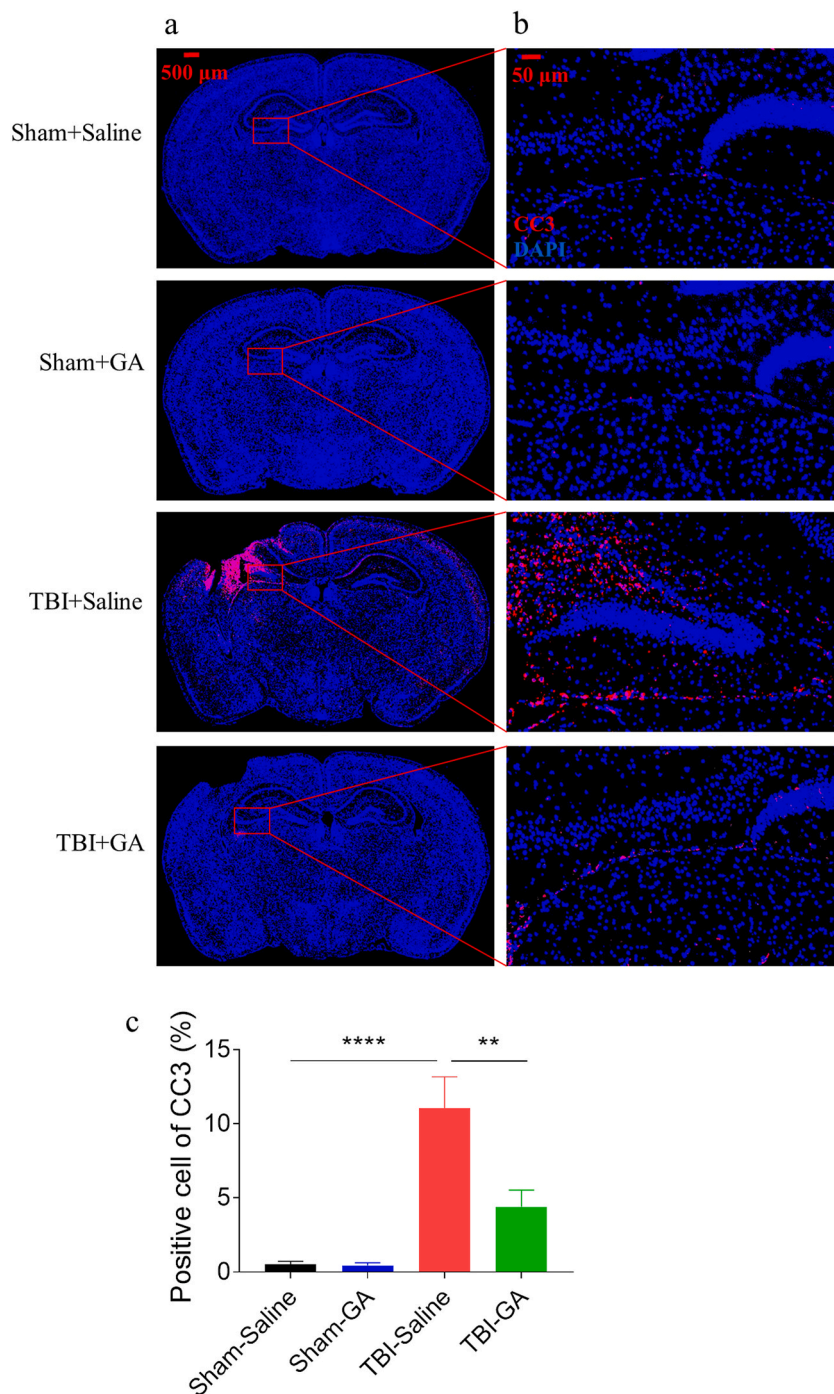 a
b
500 µm
50 µm
Sham+Saline
CC3
DAPI
Sham+GA
TBI+Saline
TBI+GA
c
Positive cell of CC3 (%)
15
10
5
0
****
**
Sham-Saline
Sham-GA
TBI-Saline
TBI-GA